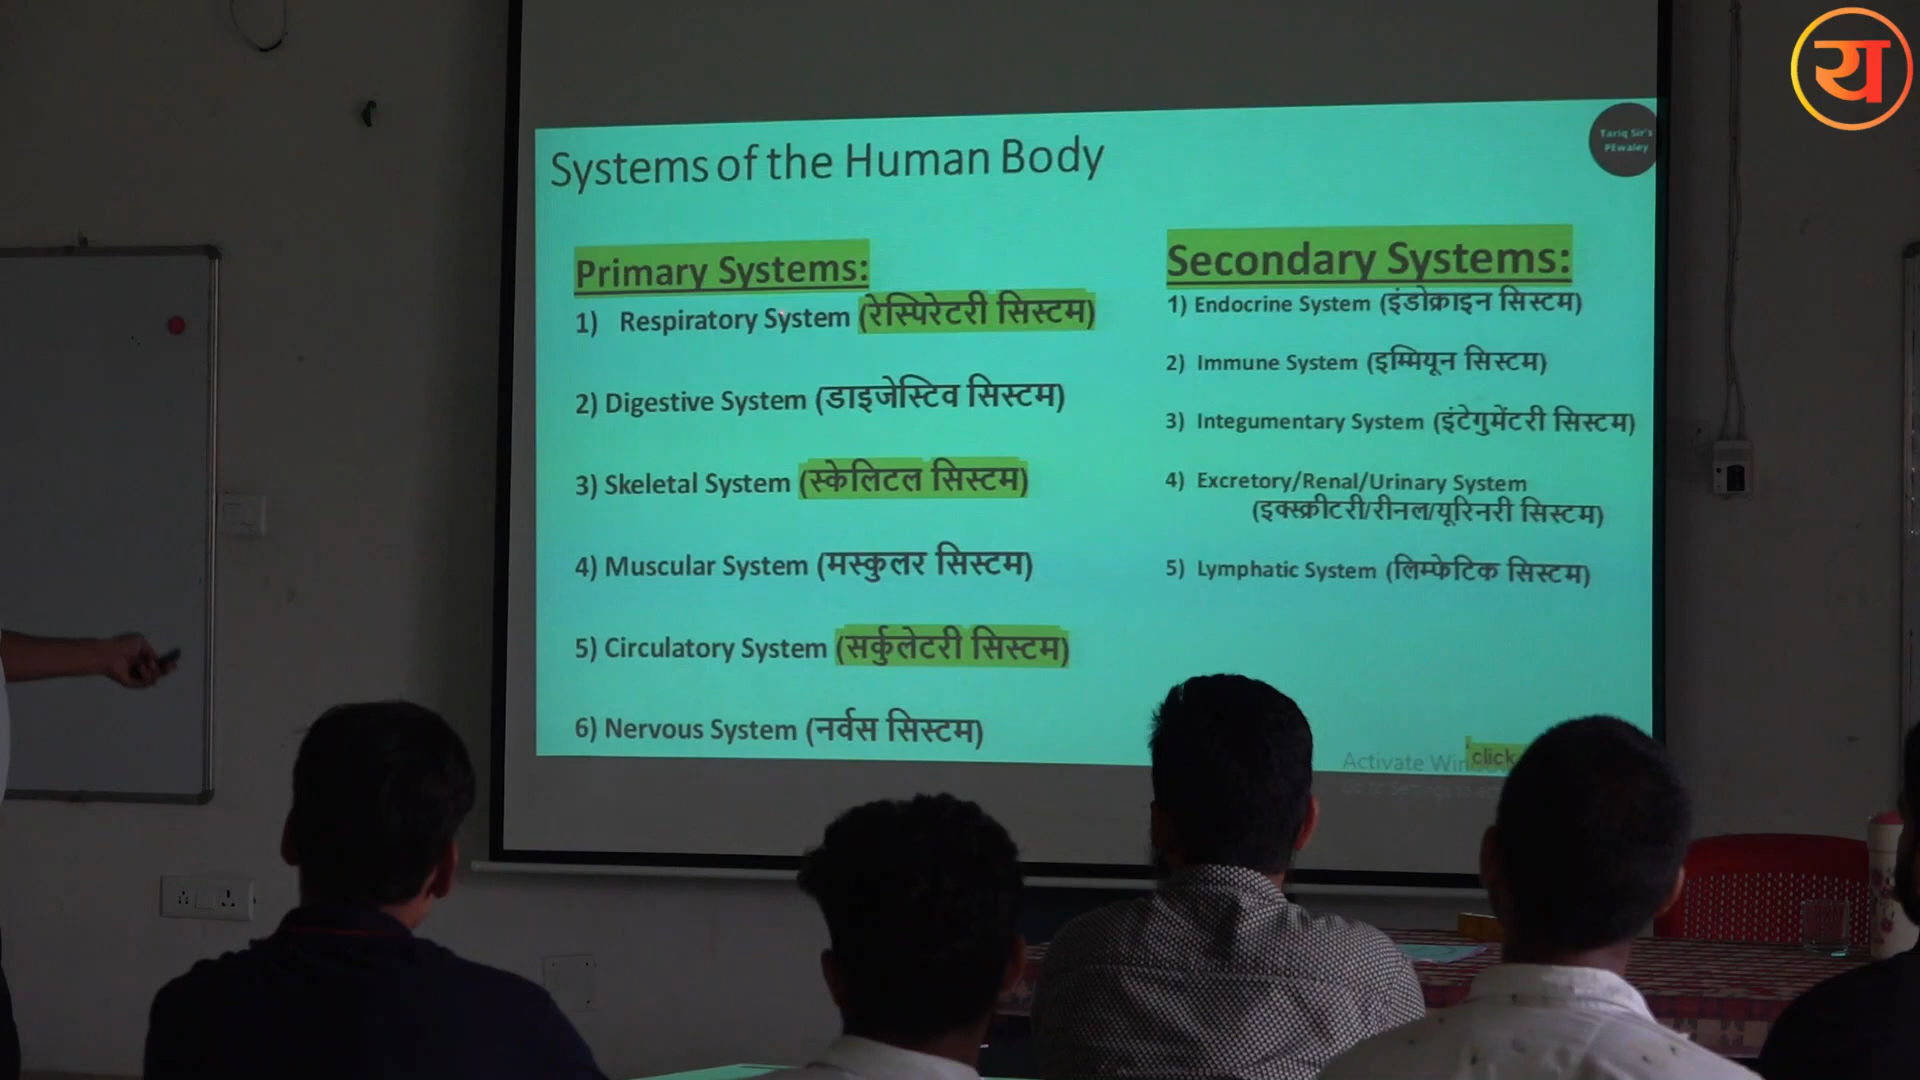 य
Tariq Sir's
PEwaley
Systems of the Human Body
Primary Systems:
1) Respiratory System (रेस्पिरेटरी सिस्टम)
2) Digestive System (डाइजेस्टिव सिस्टम)
3) Skeletal System (स्केलिटल सिस्टम)
4) Muscular System (मस्कुलर सिस्टम)
5) Circulatory System (सर्कुलेटरी सिस्टम)
6) Nervous System (नर्वस सिस्टम)
Secondary Systems:
1) Endocrine System (इंडोक्राइन सिस्टम)
2) Immune System (इम्मियून सिस्टम)
3) Integumentary System (इंटेगुमेंटरी सिस्टम)
4) Excretory/Renal/Urinary System
(इक्स्क्रीटरी/रीनल/यूरिनरी सिस्टम)
5) Lymphatic System (लिम्फेटिक सिस्टम)
Activate Win
click